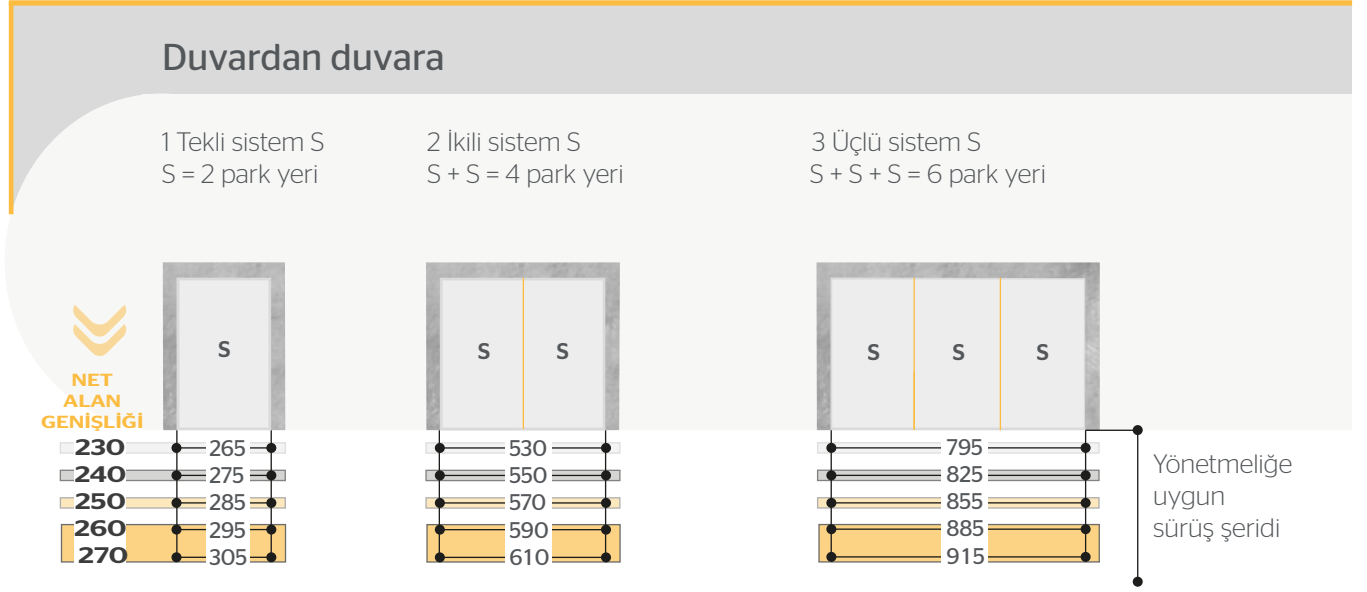 Duvardan duvara
1 Tekli sistem S
S = 2 park yeri
2 İkili sistem S
S + S = 4 park yeri
3 Üçlü sistem S
S + S + S = 6 park yeri
S
S S
S S S
NET
ALAN
GENİŞLİĞİ
230 265 530 795
240 275 550 825
250 285 570 855
260 295 590 885
270 305 610 915
Yönetmeliğe
uygun
sürüş şeridi